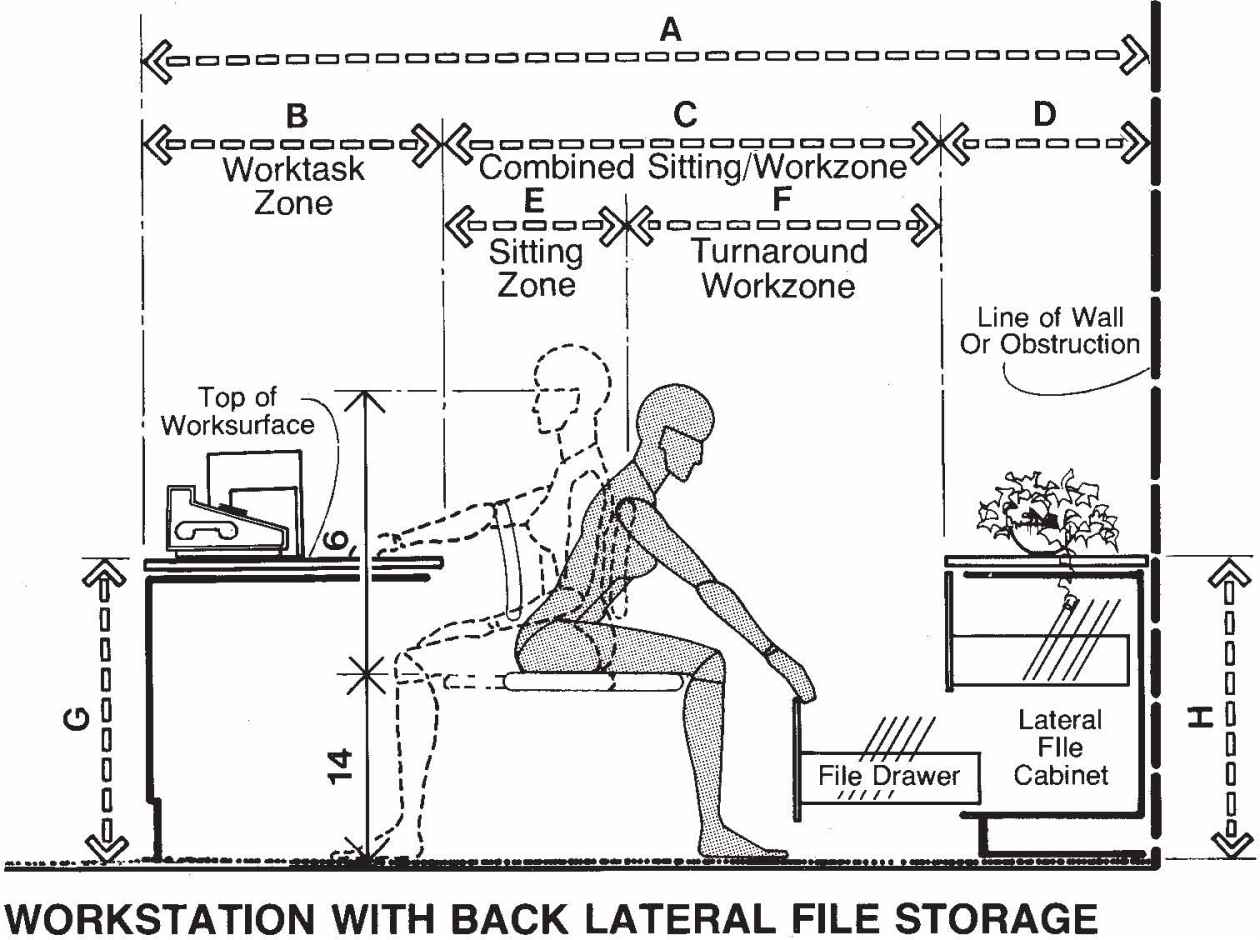 A
B
C
D
Worktask
Zone
Combined Sitting/Workzone
E
F
Sitting
Zone
Turnaround
Workzone
Line of Wall
Or Obstruction
Top of
Worksurface
6
G
14
H
Lateral
FIle
Cabinet
File Drawer
WORKSTATION WITH BACK LATERAL FILE STORAGE